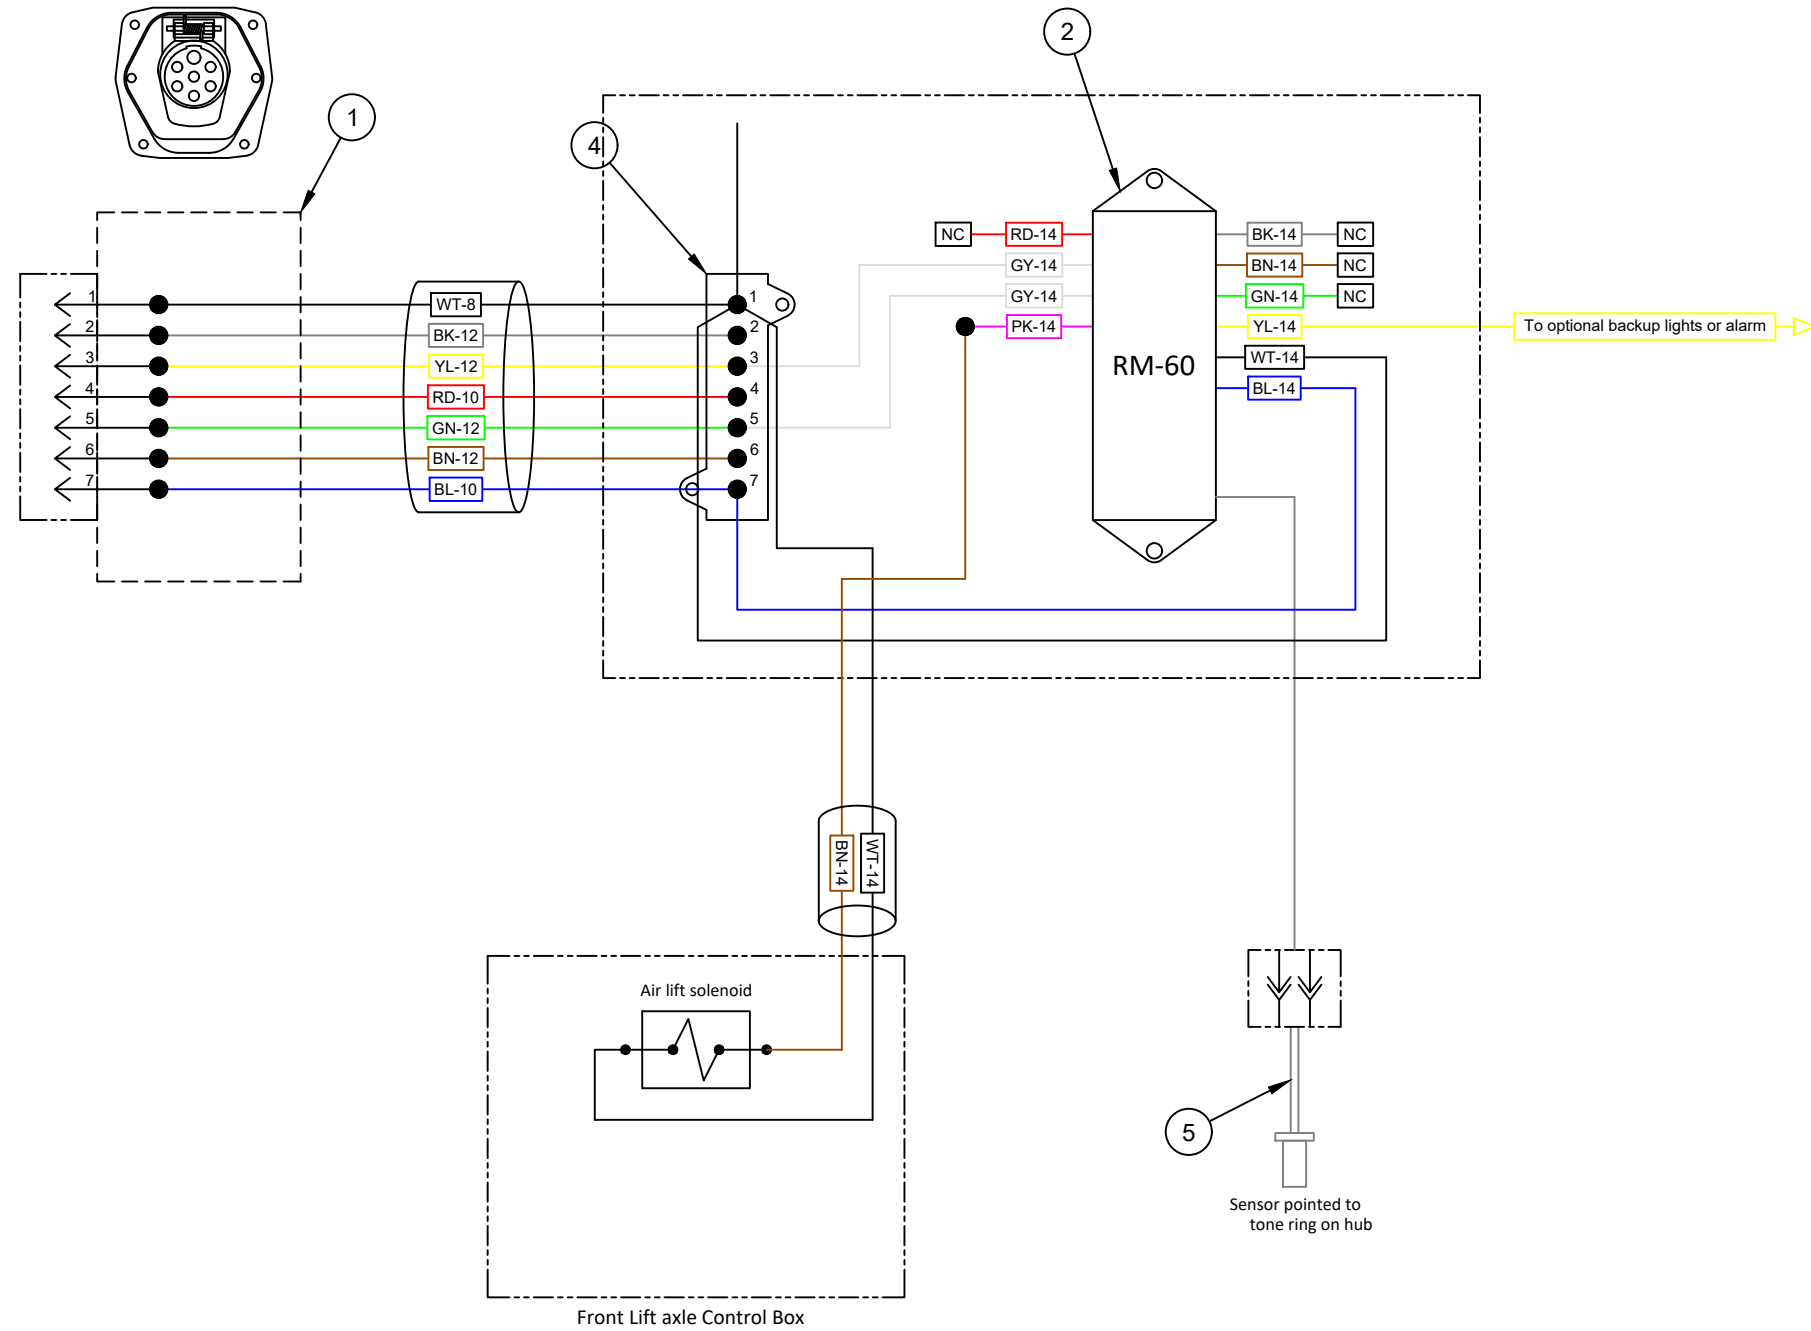 2
1
4
NC
RD-14
BK-14
NC
GY-14
BN-14
NC
GY-14
GN-14
NC
PK-14
YL-14
To optional backup lights or alarm
RM-60
WT-14
BL-14
1
WT-8
1
2
BK-12
2
3
YL-12
3
4
RD-10
4
5
GN-12
5
6
BN-12
6
7
BL-10
7
BN-14
WT-14
Air lift solenoid
5
Sensor pointed to
tone ring on hub
Front Lift axle Control Box